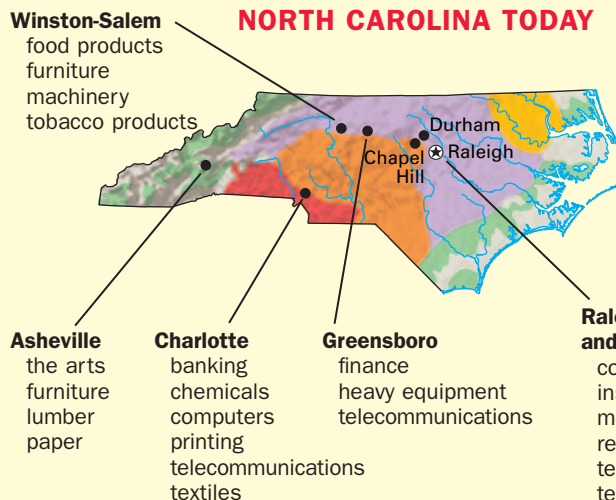 NORTH CAROLINA TODAY
Winston-Salem
food products
furniture
machinery
tobacco products
Durham
Chapel Hill
Raleigh
Asheville
the arts
furniture
lumber
paper
Charlotte
banking
chemicals
computers
printing
telecommunications
textiles
Greensboro
finance
heavy equipment
telecommunications